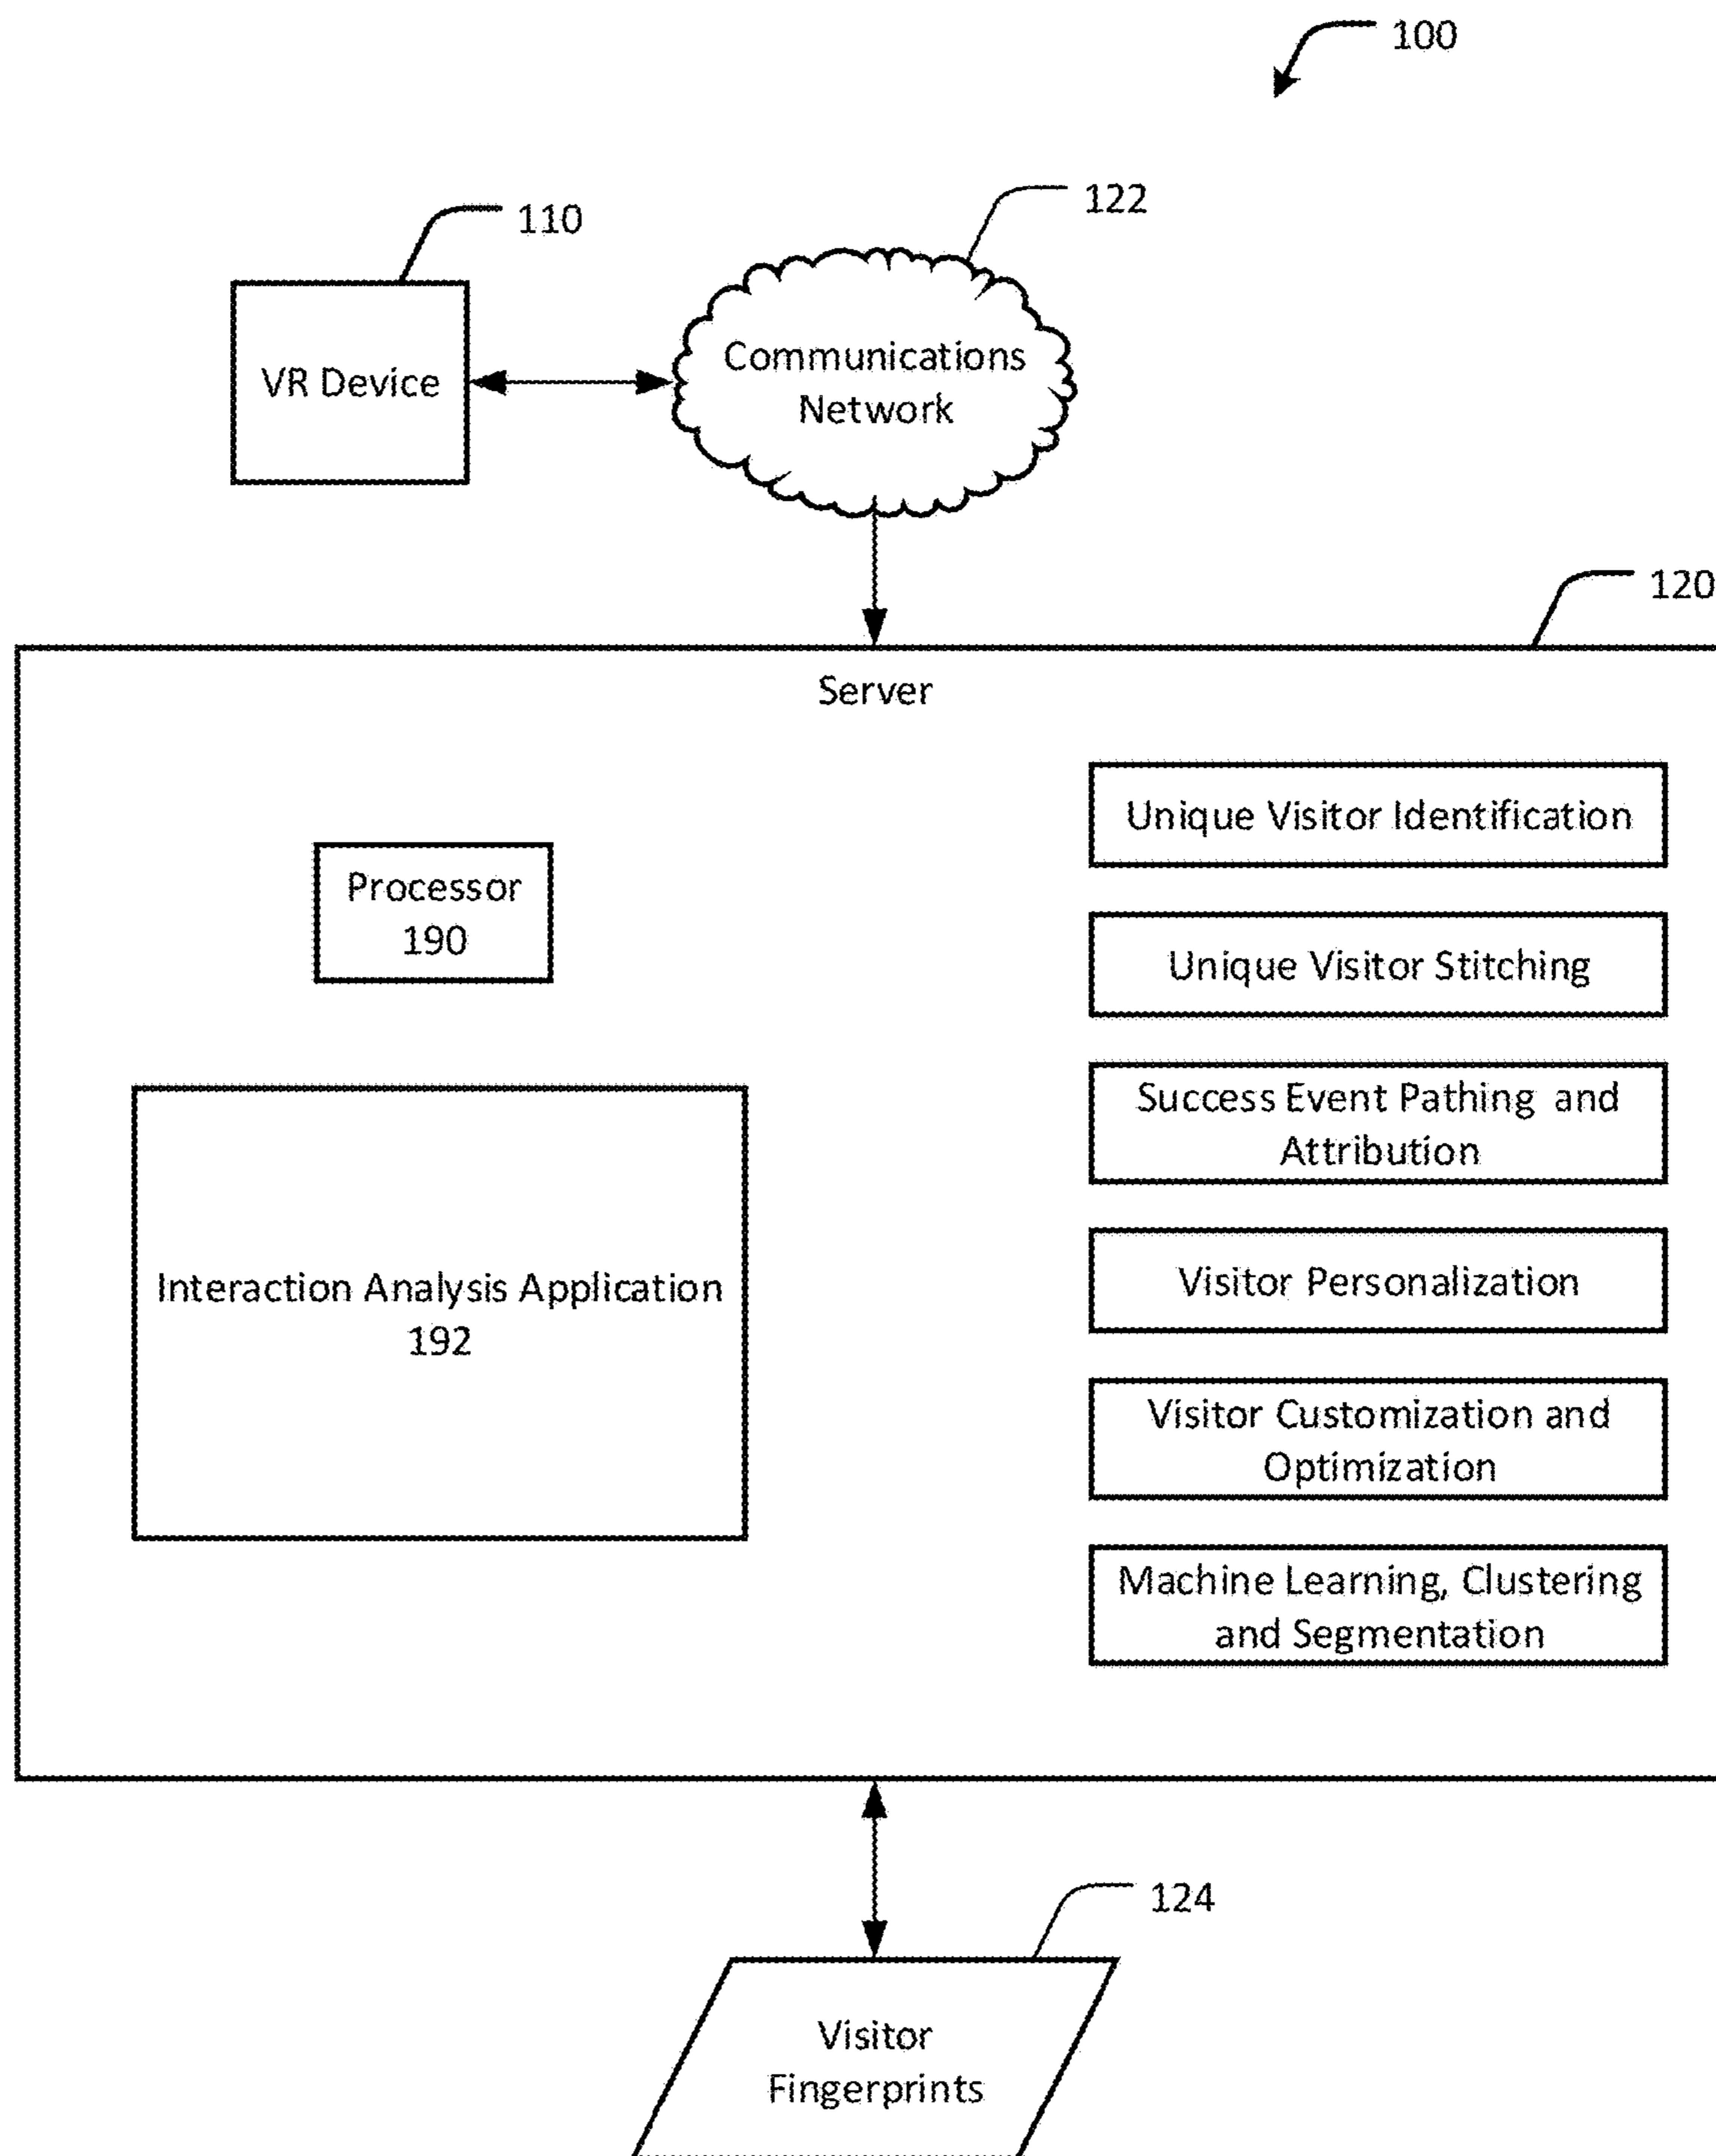 100
122
110
Communications
Network
VR Device
120
Server
Unique Visitor Identification
Processor
190
Unique Visitor Stitching
Success Event Pathing and
Attribution
Interaction Analysis Application
192
Visitor Personalization
Visitor Customization and
Optimization
Machine Learning, Clustering
and Segmentation
124
Visitor
Fingerprints